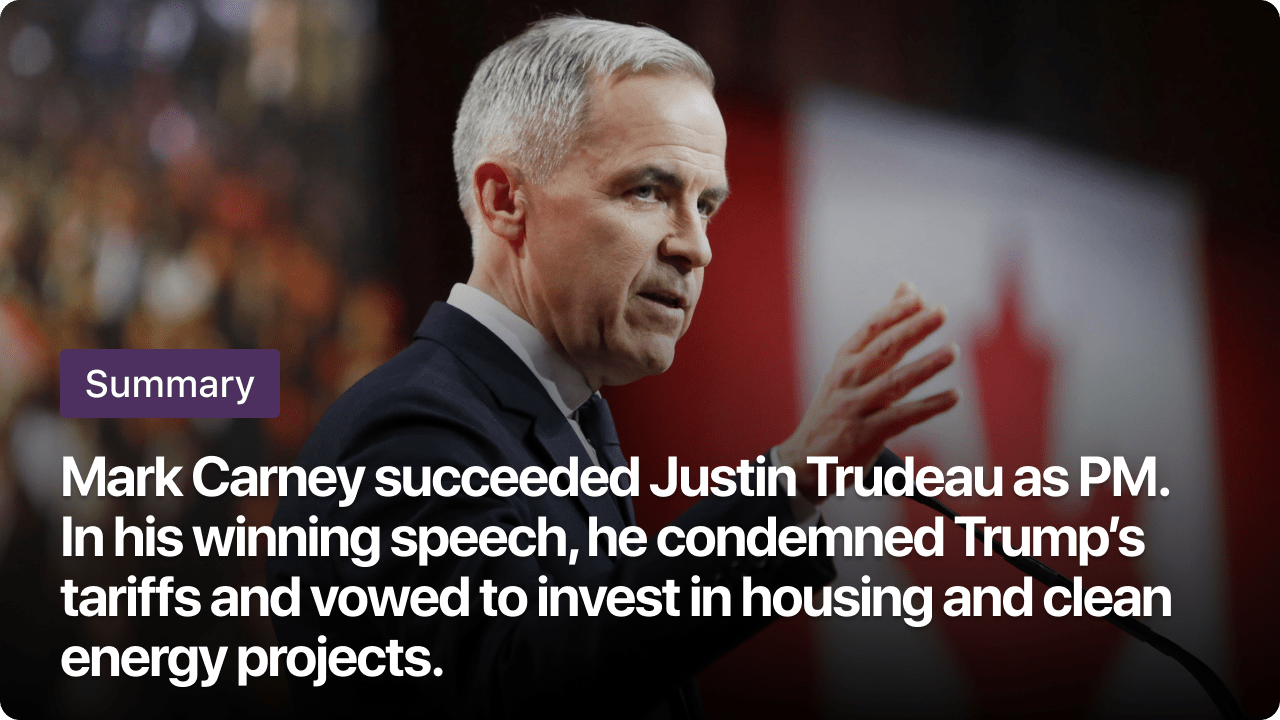 Summary
Mark Carney succeeded Justin Trudeau as PM.
In his winning speech, he condemned Trump’s
tariffs and vowed to invest in housing and clean
energy projects.